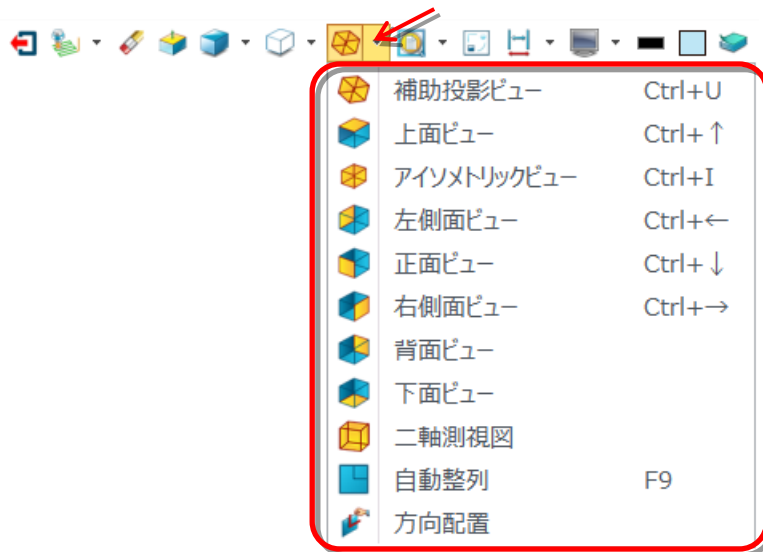 補助投影ビュー Ctrl+U
上面ビュー Ctrl+↑
アイソメトリックビュー Ctrl+I
左側面ビュー Ctrl+←
正面ビュー Ctrl+↓
右側面ビュー Ctrl+→
背面ビュー
下面ビュー
二軸測視図
自動整列 F9
方向配置